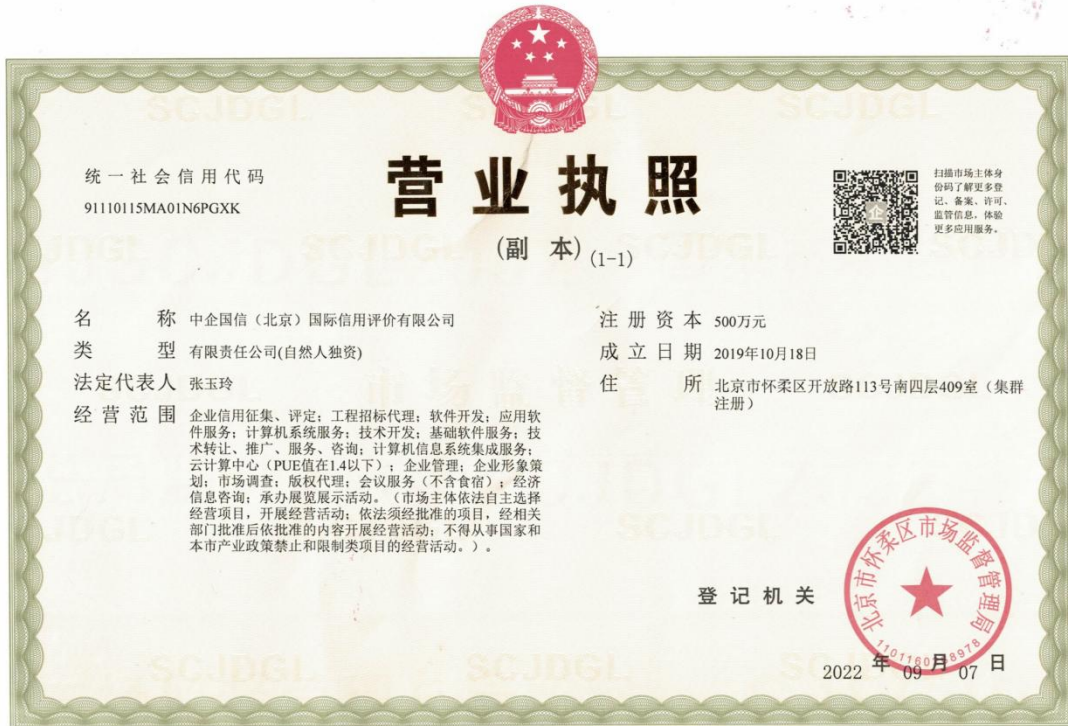 统一社会信用代码
91110115MA01N6PGXK
营业执照
(副 本) (1-1)
扫描市场主体身
份码了解更多登
记、备案、许可、
监管信息，体验
更多应用服务。
名 称 中企国信（北京）国际信用评价有限公司
类 型 有限责任公司(自然人独资)
法定代表人 张玉玲
经营范围 企业信用征集、评定；工程招标代理；软件开发；应用软
件服务；计算机系统服务；技术开发；基础软件服务；技
术转让、推广、服务、咨询；计算机信息系统集成服务；
云计算中心（PUE值在1.4以下）；企业管理；企业形象策
划；市场调查；版权代理；会议服务（不含食宿）；经济
信息咨询；承办展览展示活动。（市场主体依法自主选择
经营项目，开展经营活动；依法须经批准的项目，经相关
部门批准后依批准的内容开展经营活动；不得从事国家和
本市产业政策禁止和限制类项目的经营活动。）。
注册资本 500万元
成立日期 2019年10月18日
住 所 北京市怀柔区开放路113号南四层409室（集群
注册）
登记机关
北京市怀柔区市场监督管理局
2022 年 09 月 07 日
SCJDGL
市场监督管理